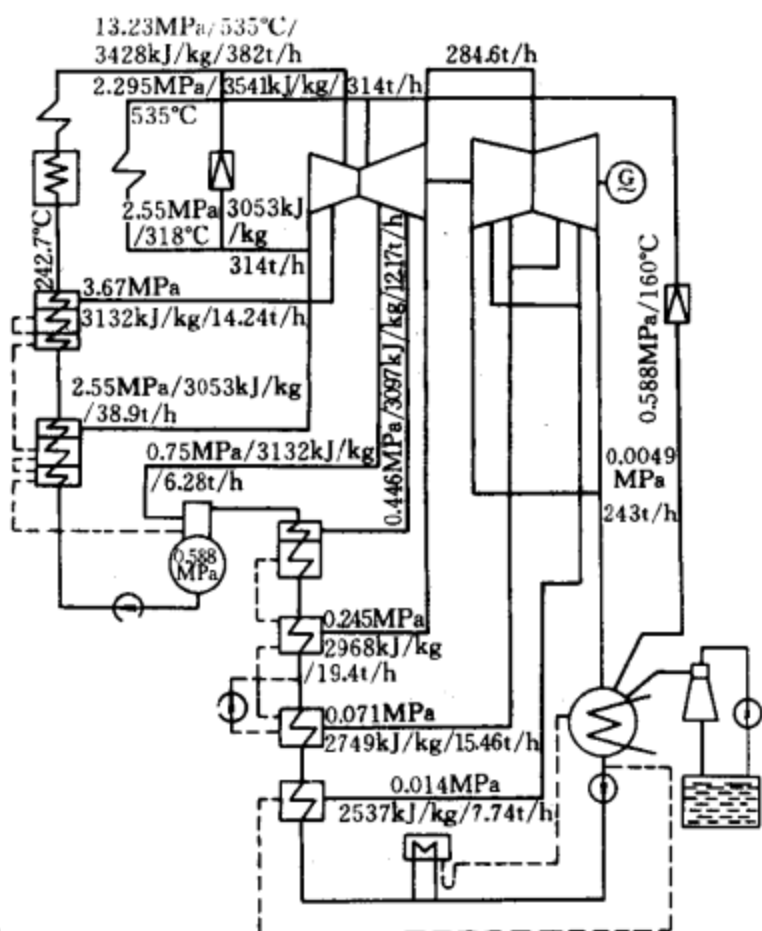 13.23MPa/535°C/
3428kJ/kg/382t/h
284.6t/h
2.295MPa/3541kJ/kg/314t/h
535°C
G
~
242.7°C
2.55MPa
/318°C
3053kJ
/kg
314t/h
3.67MPa
3132kJ/kg/14.24t/h
0.446MPa/3097kJ/kg/12.17t/h
0.588MPa/160°C
2.55MPa/3053kJ/kg
/38.9t/h
0.75MPa/3132kJ/kg
/6.28t/h
0.0049
MPa
243t/h
0.588
MPa
0.245MPa
2968kJ/kg
/19.4t/h
0.071MPa
2749kJ/kg/15.46t/h
0.014MPa
2537kJ/kg/7.74t/h